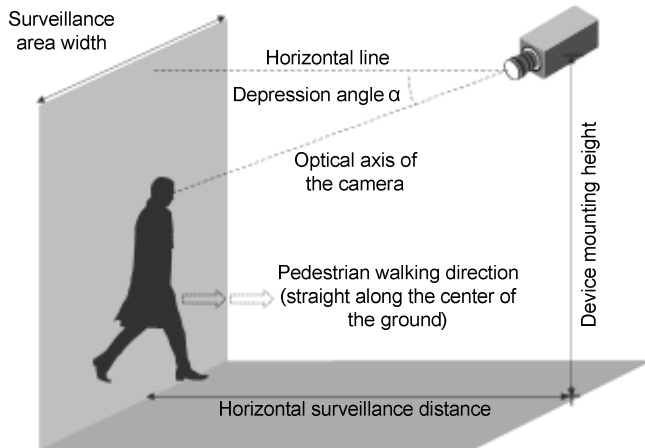 Surveillance
area width
Horizontal line
Depression angle α
Optical axis of
the camera
Device mounting height
Pedestrian walking direction
(straight along the center of
the ground)
Horizontal surveillance distance